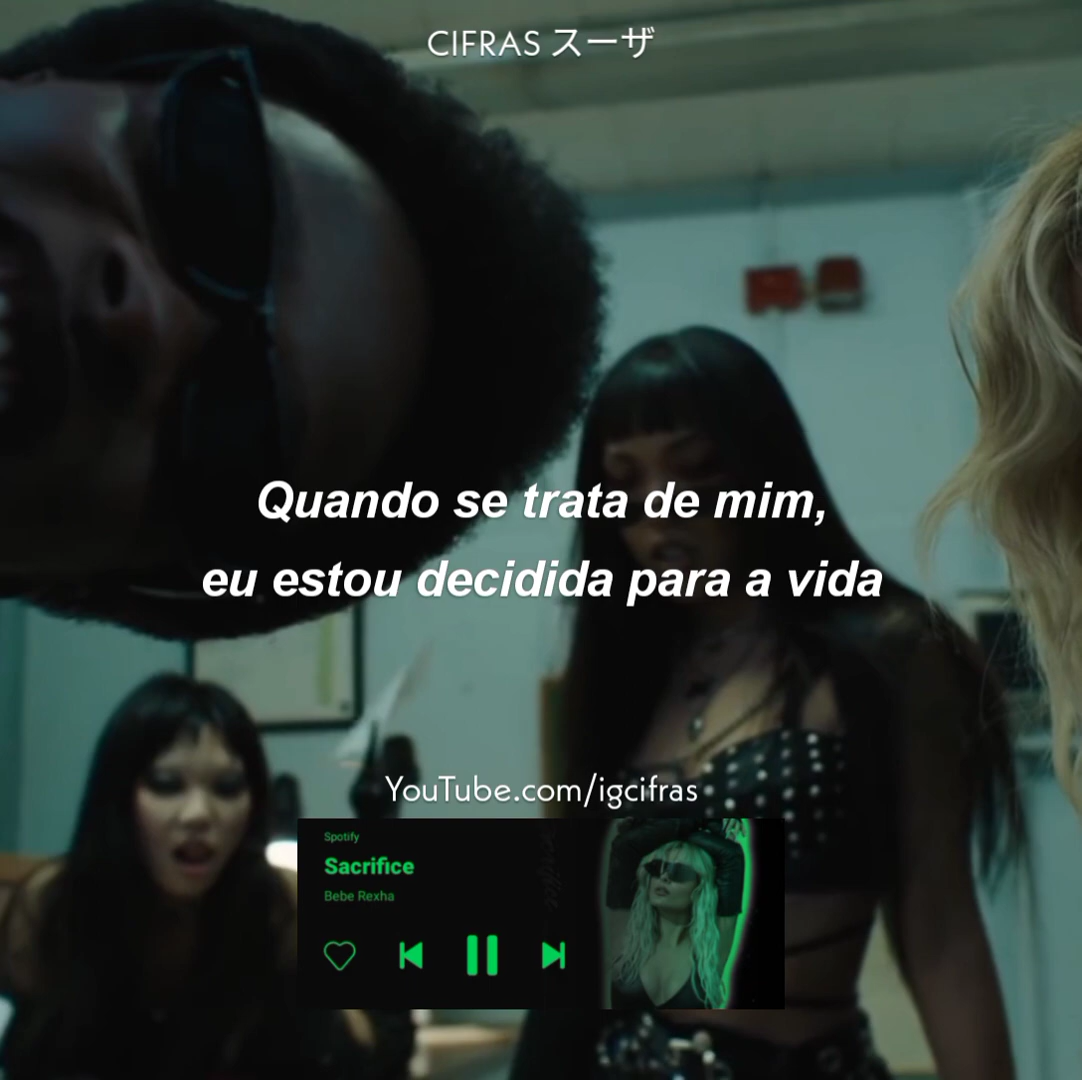 CIFRAS スーザ
Quando se trata de mim,
eu estou decidida para a vida
YouTube.com/igcifras
Spotify
Sacrifice
Bebe Rexha